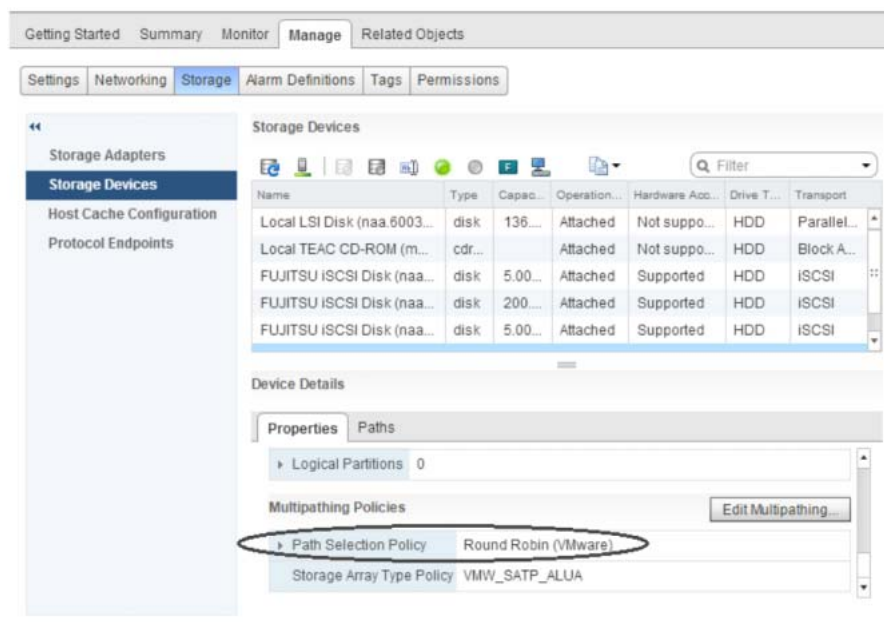 Getting Started Summary Monitor Manage Related Objects
Settings Networking Storage Alarm Definitions Tags Permissions
Storage Adapters
Storage Devices
Host Cache Configuration
Protocol Endpoints
Storage Devices
Filter
Name Type Capac... Operation... Hardware Acc... Drive T... Transport
Local LSI Disk (naa.6003... disk 136.... Attached Not suppo... HDD Parallel...
Local TEAC CD-ROM (m... cdr... Attached Not suppo... HDD Block A...
FUJITSU iSCSI Disk (naa... disk 5.00... Attached Supported HDD iSCSI
FUJITSU iSCSI Disk (naa... disk 200.... Attached Supported HDD iSCSI
FUJITSU iSCSI Disk (naa... disk 5.00... Attached Supported HDD iSCSI
Device Details
Properties Paths
Logical Partitions 0
Multipathing Policies Edit Multipathing...
Path Selection Policy Round Robin (VMware)
Storage Array Type Policy VMW_SATP_ALUA